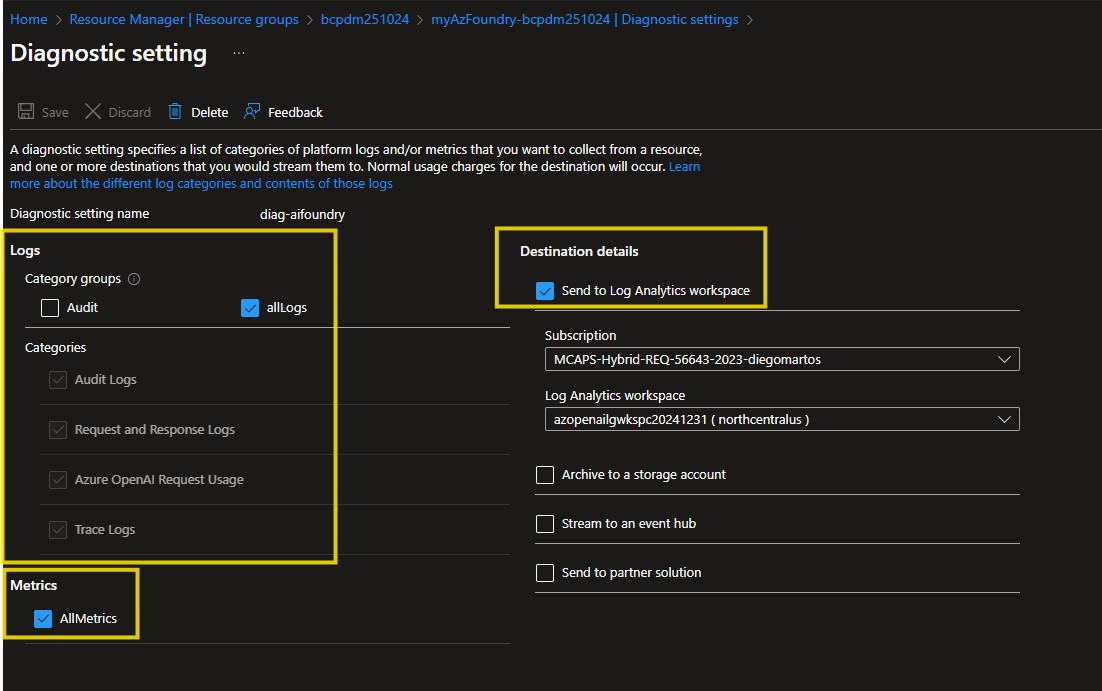 Home > Resource Manager | Resource groups > bcpdm251024 > myAzFoundry-bcpdm251024 | Diagnostic settings >
Diagnostic setting ...
Save Discard Delete Feedback
A diagnostic setting specifies a list of categories of platform logs and/or metrics that you want to collect from a resource,
and one or more destinations that you would stream them to. Normal usage charges for the destination will occur. Learn
more about the different log categories and contents of those logs
Diagnostic setting name diag-aifoundry
Logs
Category groups
Audit allLogs
Categories
Audit Logs
Request and Response Logs
Azure OpenAI Request Usage
Trace Logs
Metrics
AllMetrics
Destination details
Send to Log Analytics workspace
Subscription
MCAPS-Hybrid-REQ-56643-2023-diegomartos
Log Analytics workspace
azopenailgwkspc20241231 ( northcentralus )
Archive to a storage account
Stream to an event hub
Send to partner solution